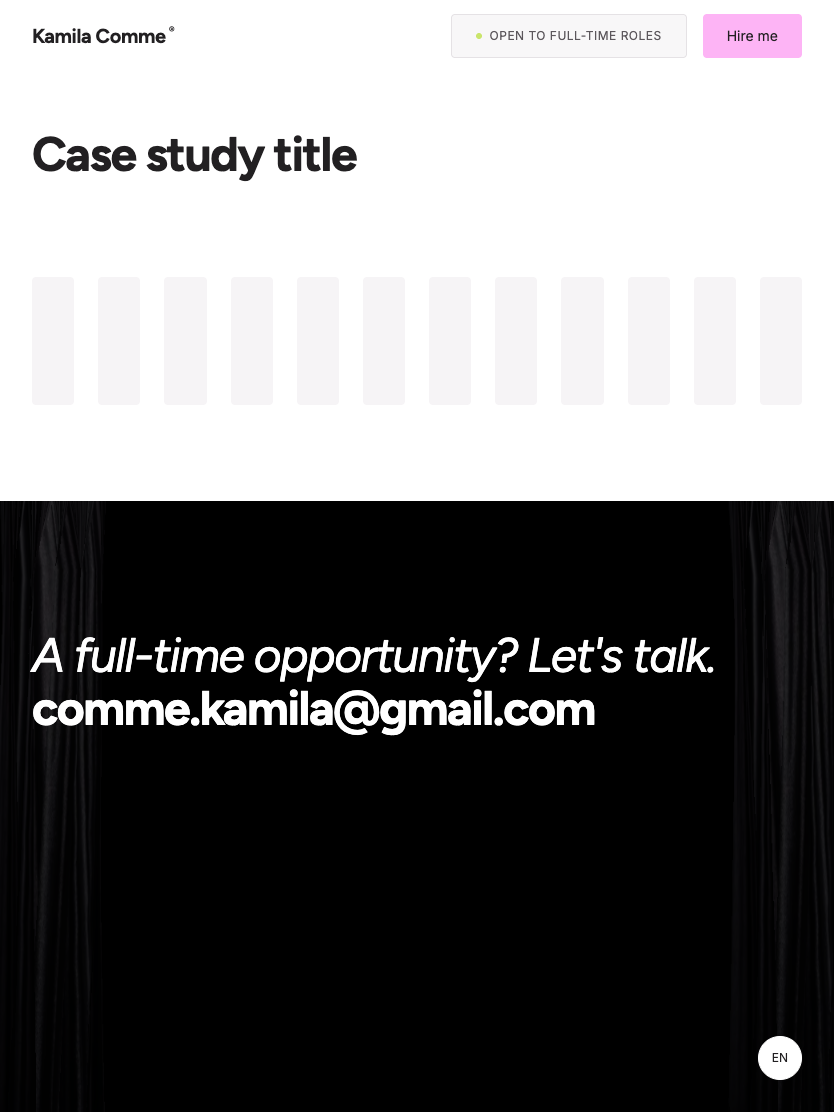 Kamila Comme®
OPEN TO FULL-TIME ROLES
Hire me
Case study title
A full-time opportunity? Let's talk.
comme.kamila@gmail.com
EN